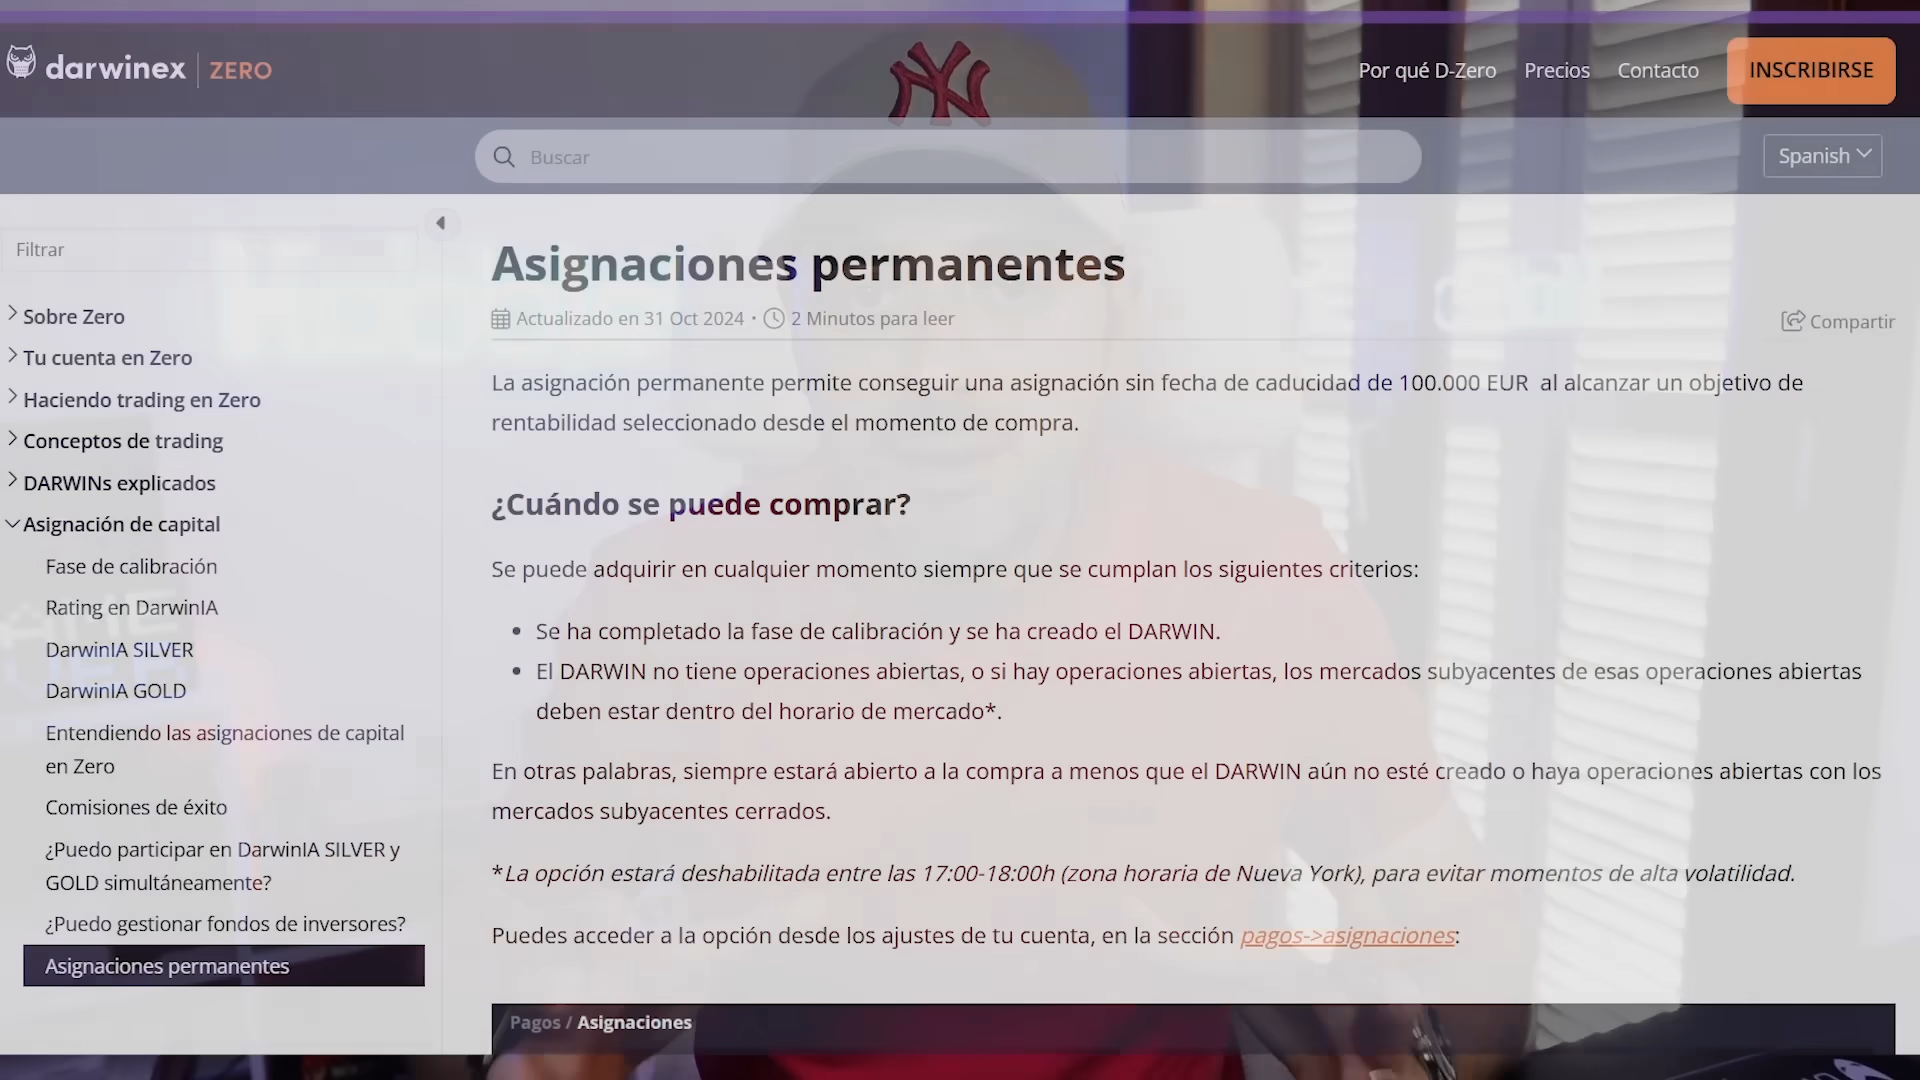 darwinex ZERO
Por qué D-Zero
Precios
Contacto
INSCRIBIRSE
NY
Buscar
Spanish
Filtrar
Sobre Zero
Tu cuenta en Zero
Haciendo trading en Zero
Conceptos de trading
DARWINs explicados
Asignación de capital
Fase de calibración
Rating en DarwinIA
DarwinIA SILVER
DarwinIA GOLD
Entendiendo las asignaciones de capital
en Zero
Comisiones de éxito
¿Puedo participar en DarwinIA SILVER y
GOLD simultáneamente?
¿Puedo gestionar fondos de inversores?
Asignaciones permanentes
Asignaciones permanentes
Actualizado en 31 Oct 2024 • 2 Minutos para leer
Compartir
La asignación permanente permite conseguir una asignación sin fecha de caducidad de 100.000 EUR al alcanzar un objetivo de
rentabilidad seleccionado desde el momento de compra.
¿Cuándo se puede comprar?
Se puede adquirir en cualquier momento siempre que se cumplan los siguientes criterios:
• Se ha completado la fase de calibración y se ha creado el DARWIN.
• El DARWIN no tiene operaciones abiertas, o si hay operaciones abiertas, los mercados subyacentes de esas operaciones abiertas
deben estar dentro del horario de mercado*.
En otras palabras, siempre estará abierto a la compra a menos que el DARWIN aún no esté creado o haya operaciones abiertas con los
mercados subyacentes cerrados.
*La opción estará deshabilitada entre las 17:00-18:00h (zona horaria de Nueva York), para evitar momentos de alta volatilidad.
Puedes acceder a la opción desde los ajustes de tu cuenta, en la sección pagos->asignaciones:
Pagos / Asignaciones